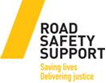 ROAD
SAFETY
SUPPORT
Saving lives
Delivering justice